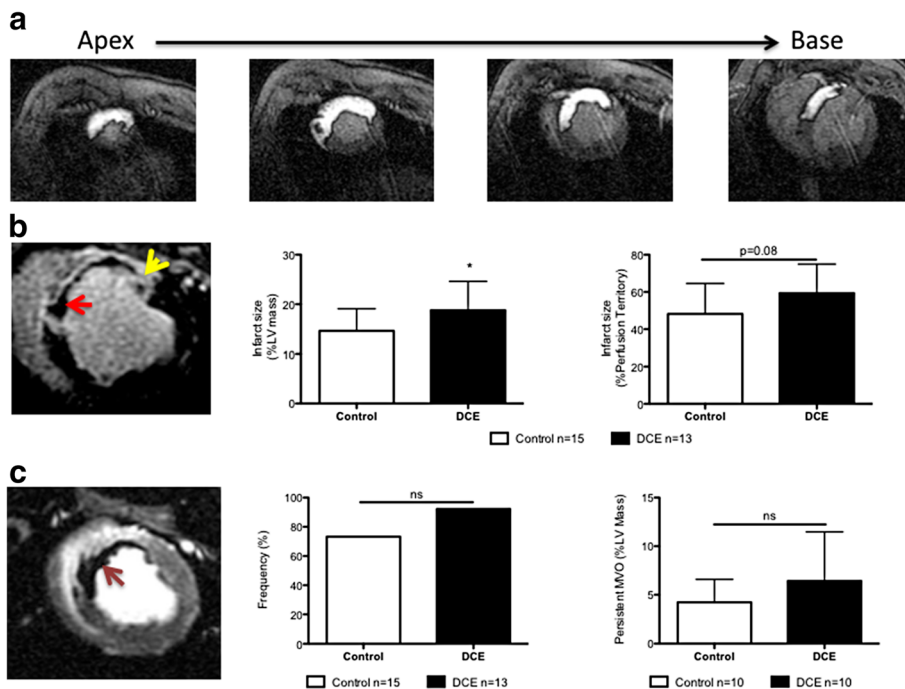 a
Apex
Base
b
30
20
10
0
Infarct size
(%LV mass)
*
Control
DCE
80
60
40
20
0
Infarct size
(%Perfusion Territory)
p=0.08
Control
DCE
Control n=15
DCE n=13
c
100
80
60
40
20
0
Frequency (%)
ns
Control
DCE
Control n=15
DCE n=13
15
10
5
0
Persistent MVO (%LV Mass)
ns
Control
DCE
Control n=10
DCE n=10